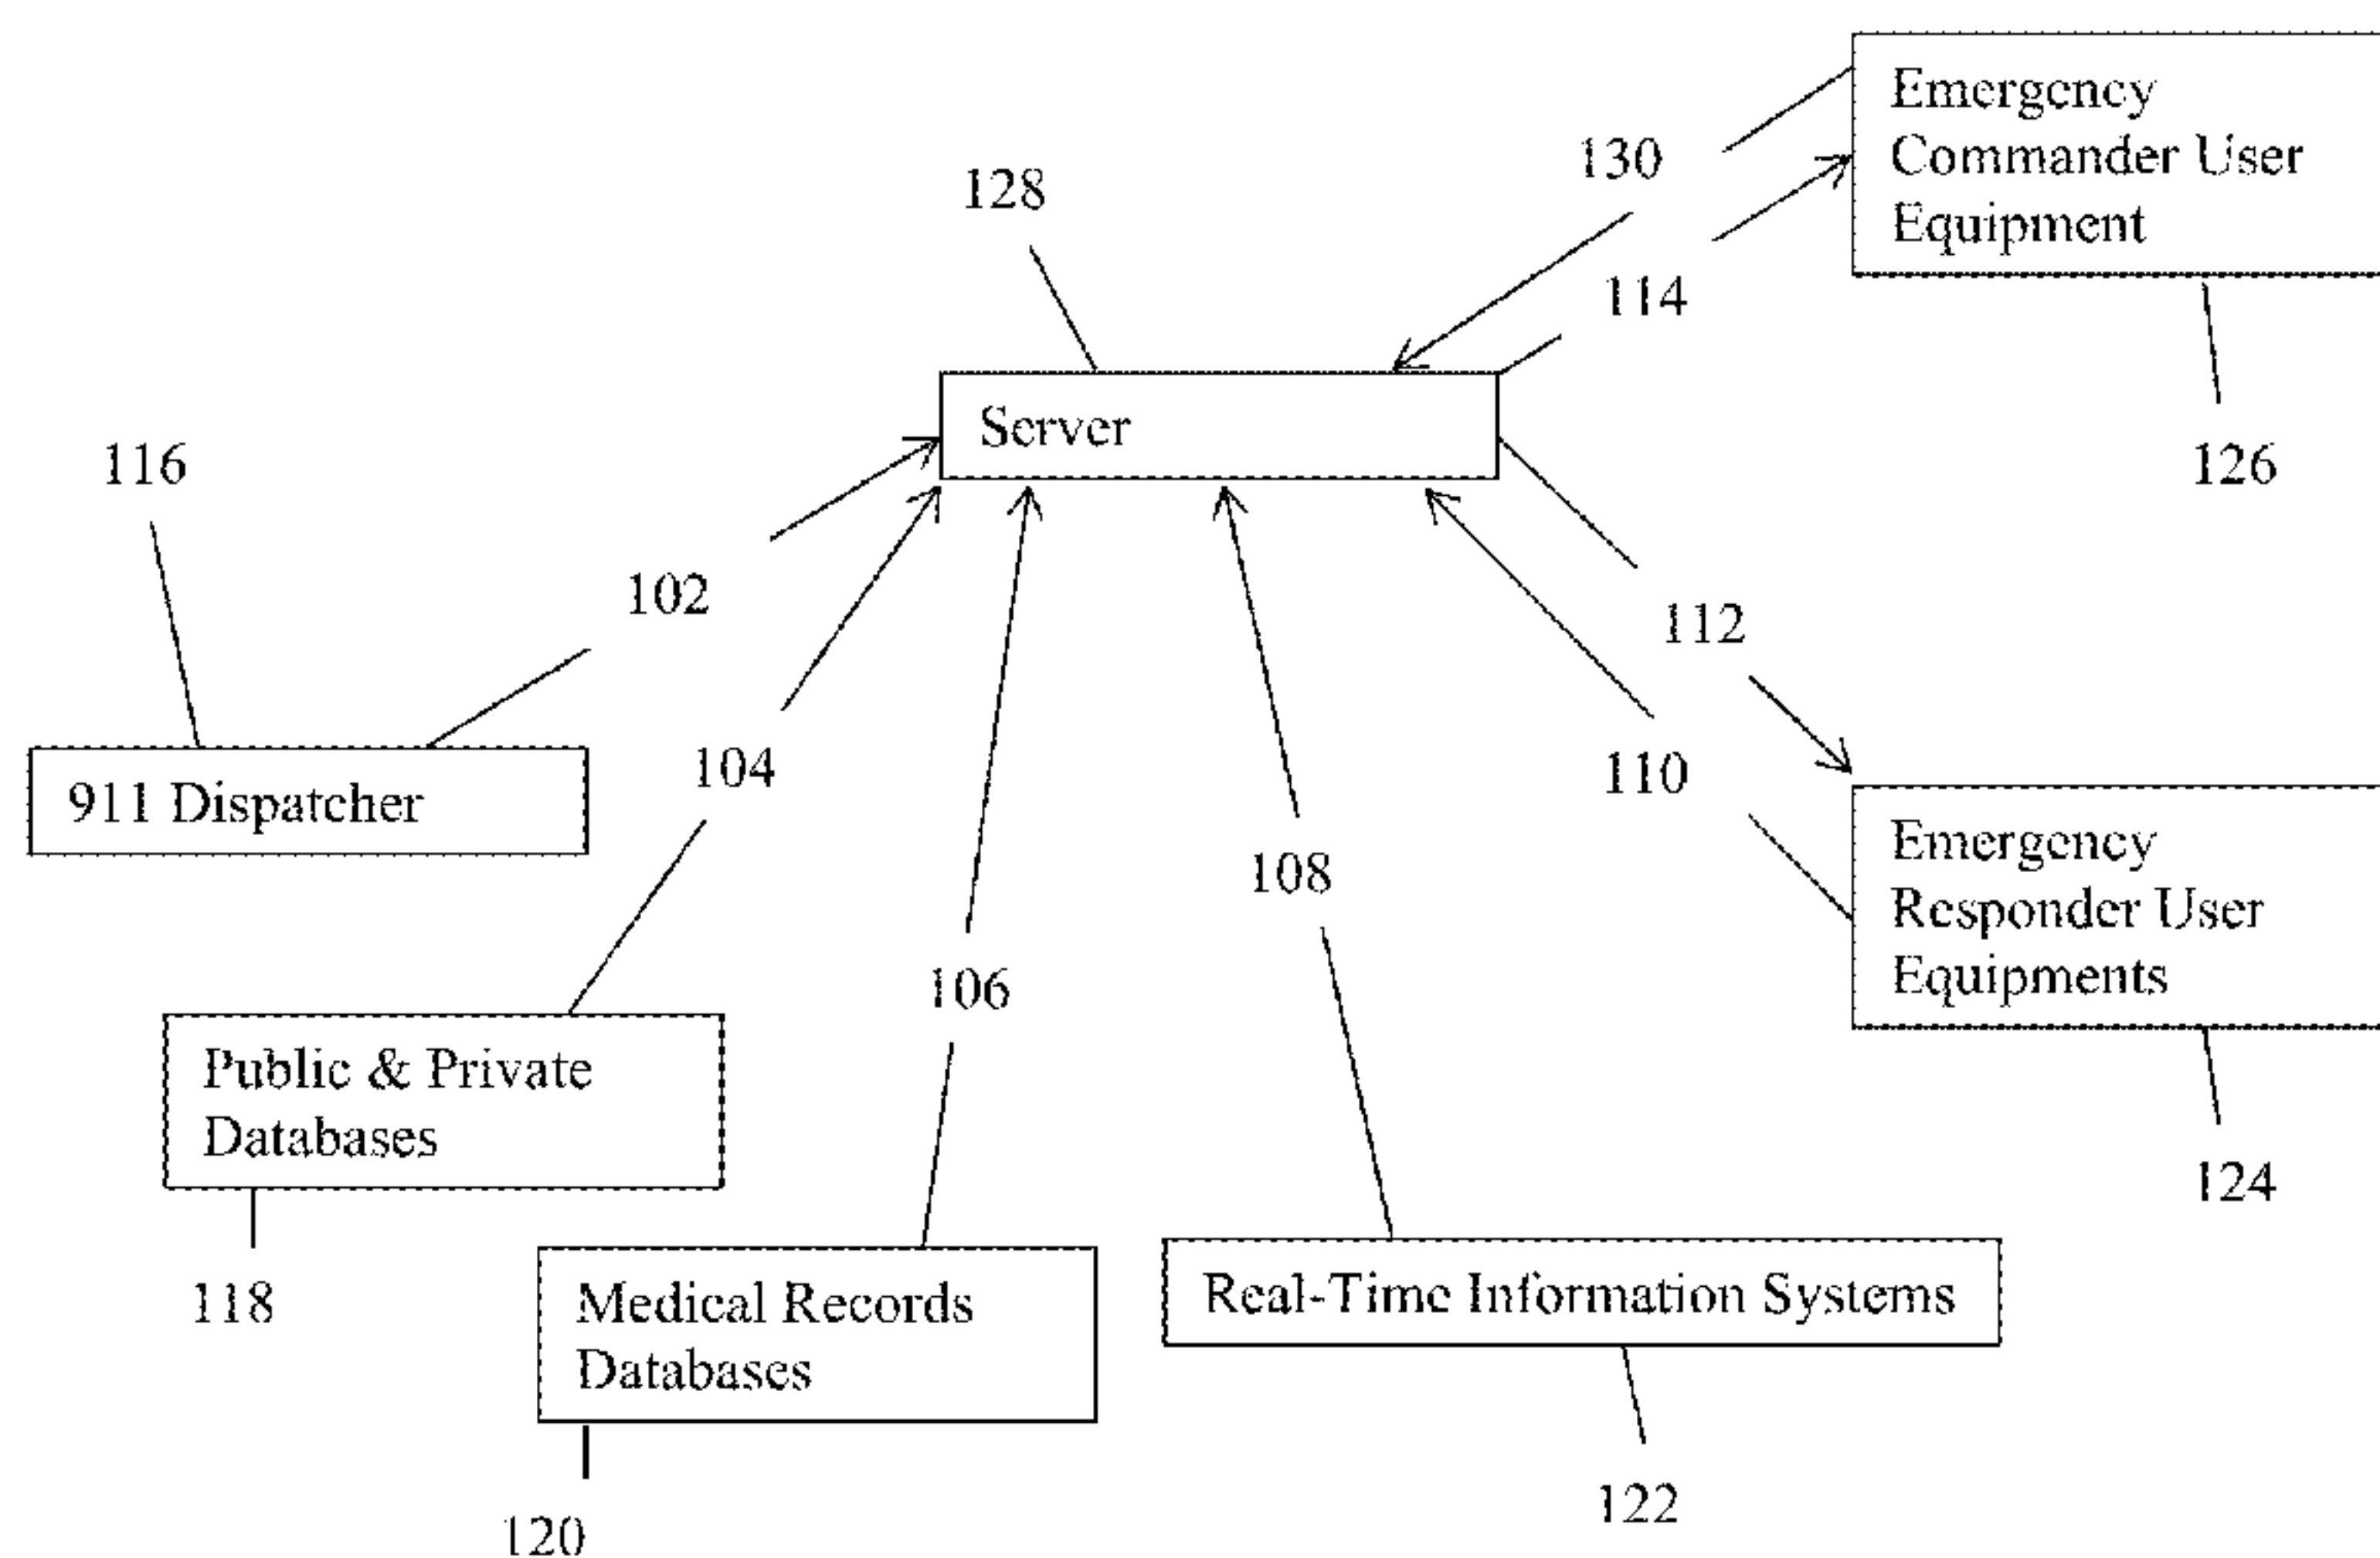 130
Emergency
Commander User
Equipment
128
114
Server
116
126
102
112
104
110
911 Dispatcher
108
Emergency
Responder User
Equipments
106
Public & Private
Databases
124
118
Medical Records
Databases
Real-Time Information Systems
122
120